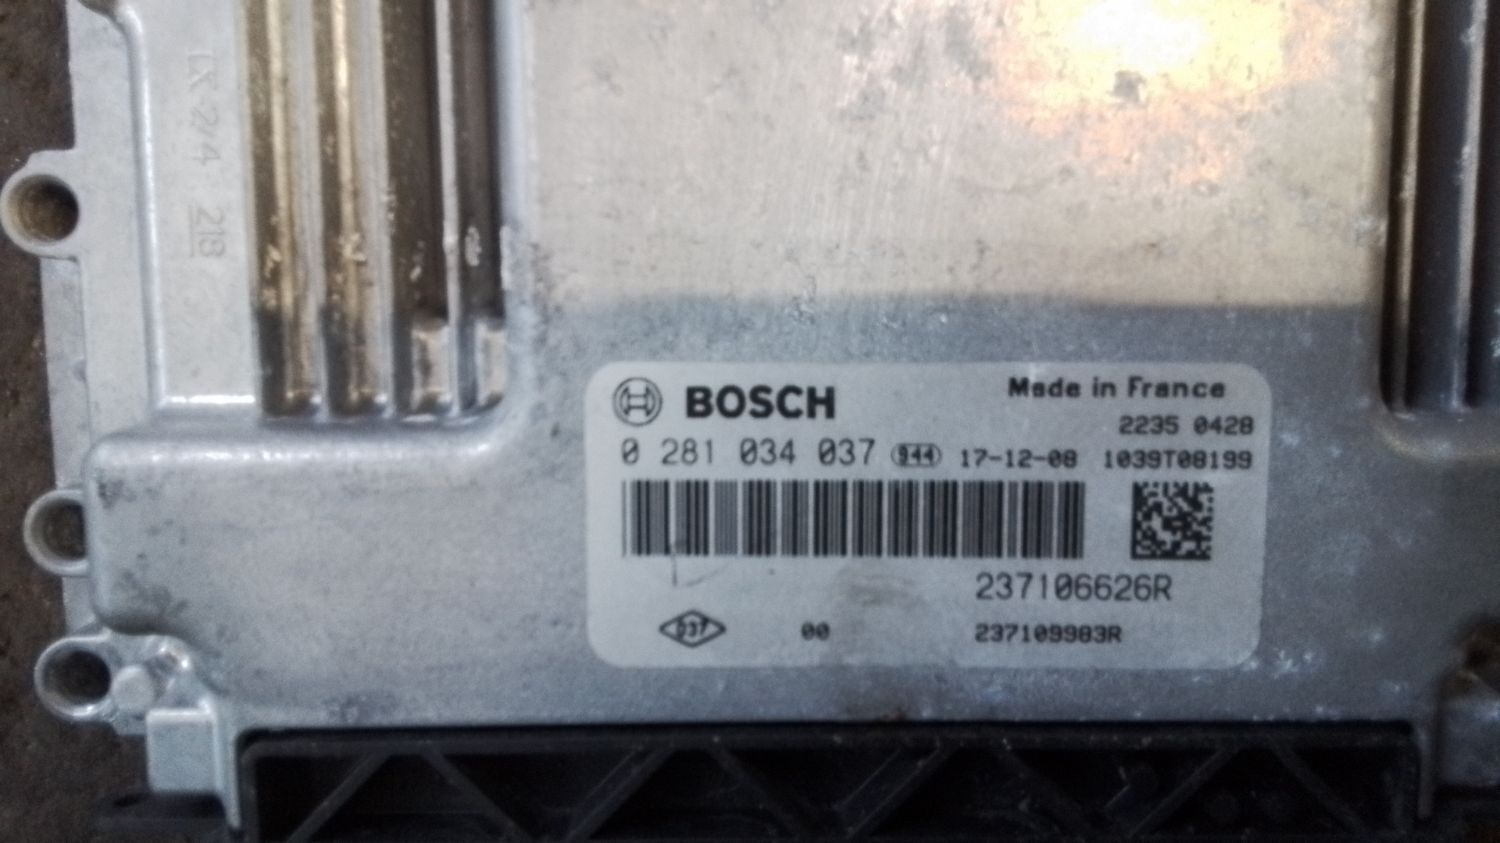 LX 2/4 218
BOSCH
Made in France
2235 0428
0 281 034 037 944 17-12-08 1039T08199
237106626R
037 00 237109983R